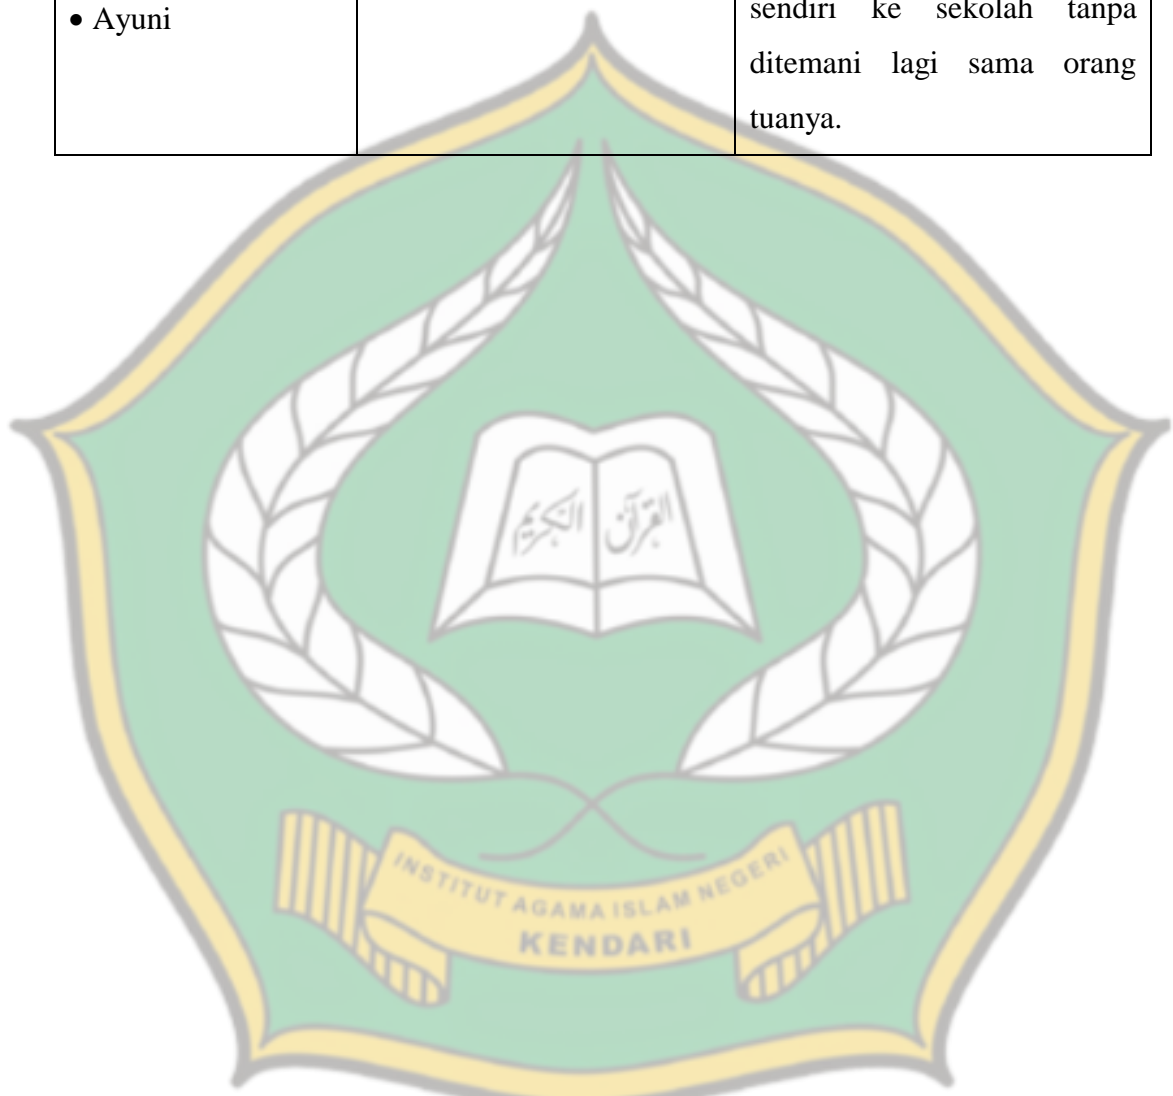 • Ayuni
sendiri ke sekolah tanpa
ditemani lagi sama orang
tuanya.
القرآن الكريم
INSTITUT AGAMA ISLAM NEGERI
KENDARI